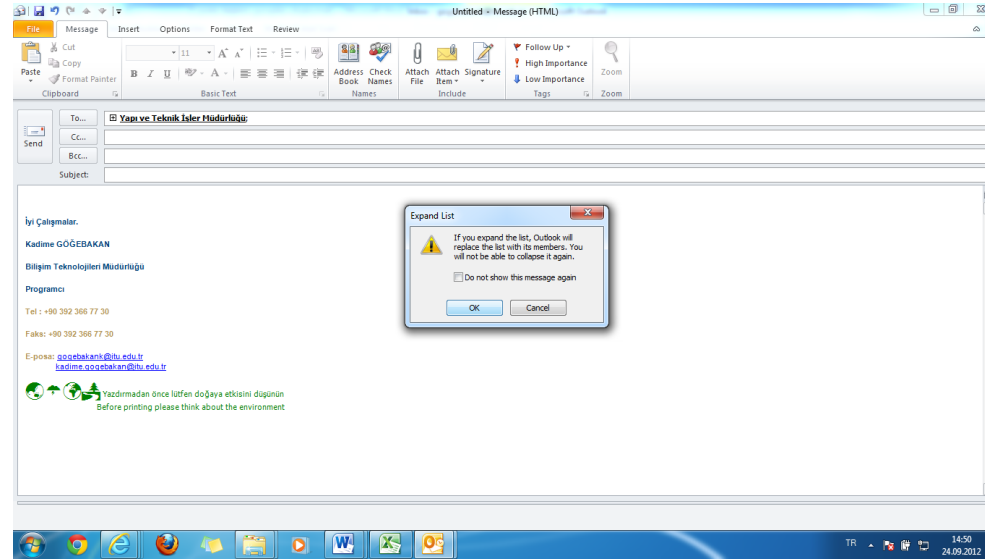 Untitled - Message (HTML)
File Message Insert Options Format Text Review
Paste
Cut
Copy
Format Painter
Clipboard
11
B I U
Basic Text
Address Book
Check Names
Names
Attach File
Attach Item
Signature
Include
Follow Up
High Importance
Low Importance
Tags
Zoom
Zoom
Send
To... Yapı ve Teknik İşler Müdürlüğü;
Cc...
Bcc...
Subject:
İyi Çalışmalar.
Kadime GÖĞEBAKAN
Bilişim Teknolojileri Müdürlüğü
Programcı
Tel : +90 392 366 77 30
Faks: +90 392 366 77 30
E-posa: gogebakank@itu.edu.tr
kadime.gogebakan@itu.edu.tr
Yazdırmadan önce lütfen doğaya etkisini düşünün
Before printing please think about the environment
Expand List
If you expand the list, Outlook will
replace the list with its members. You
will not be able to collapse it again.
Do not show this message again
OK Cancel
TR
14:50
24.09.2012